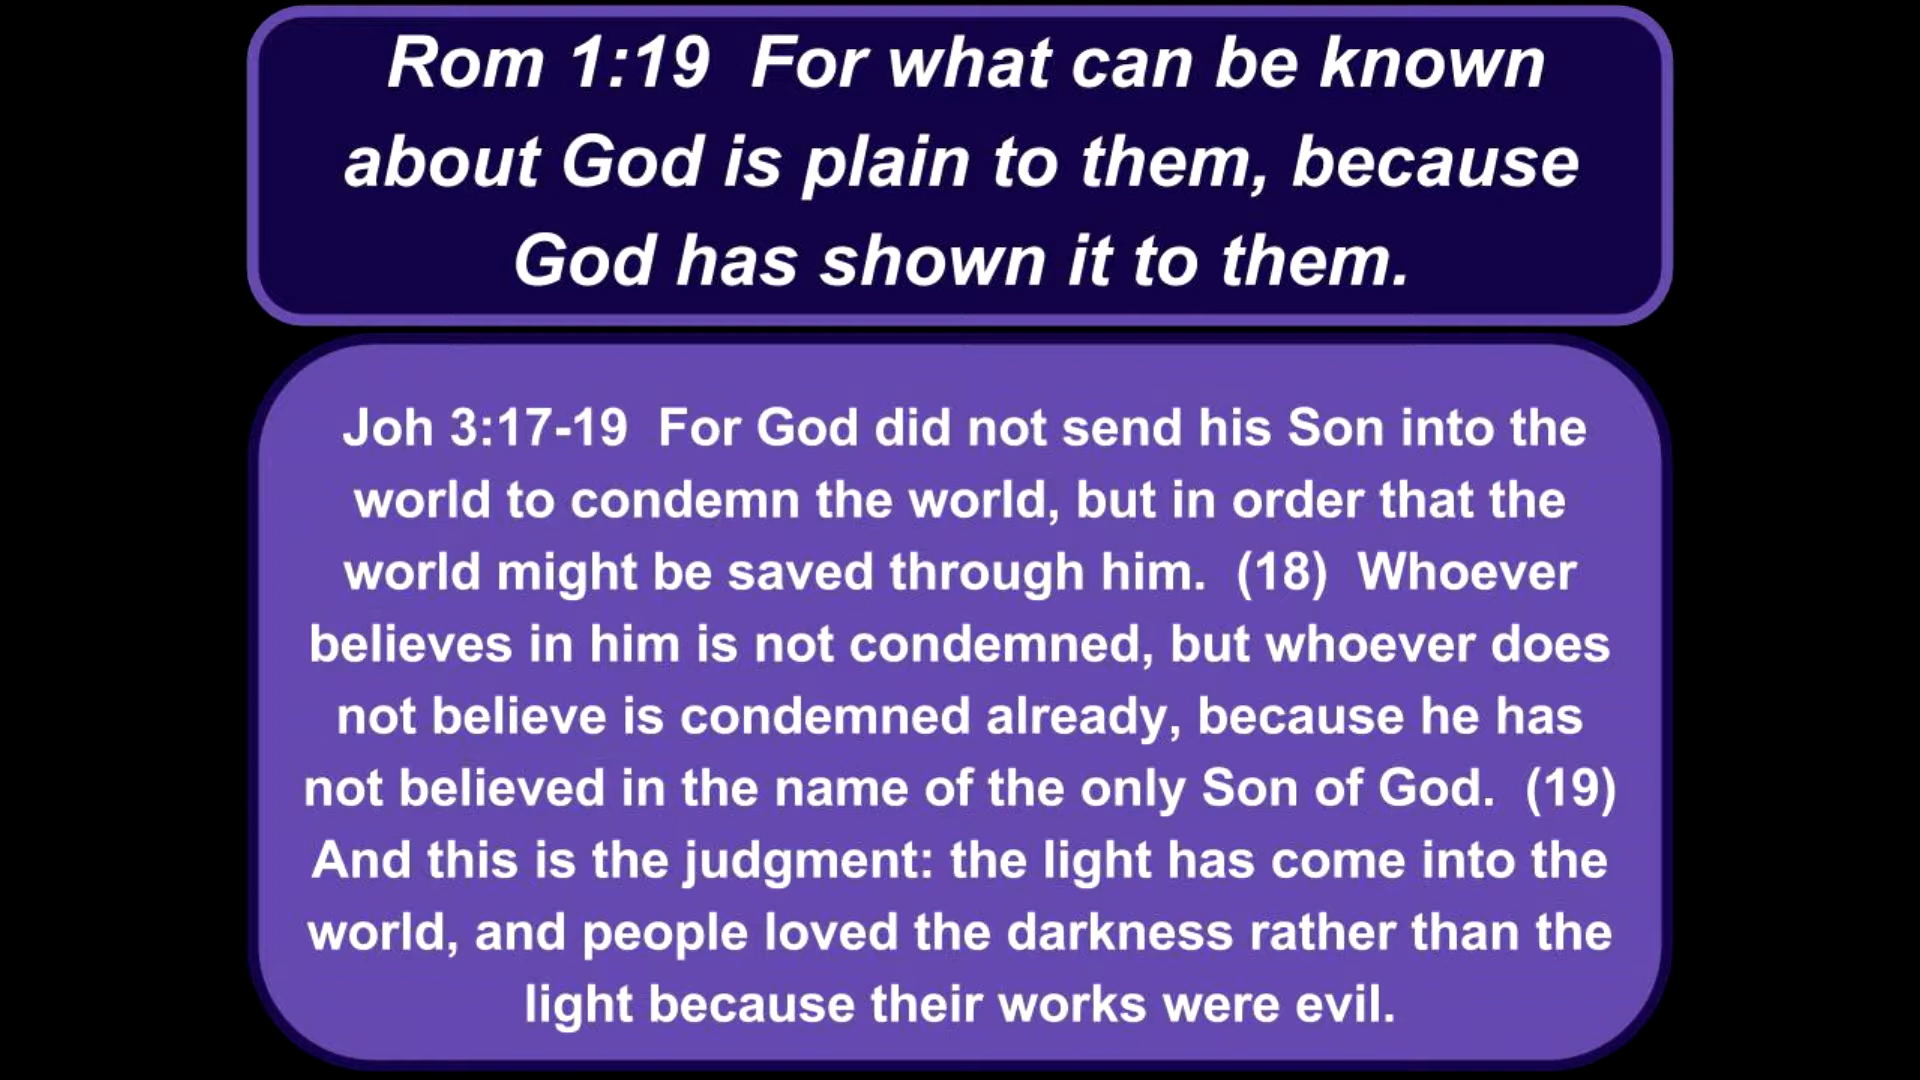 Rom 1:19  For what can be known
about God is plain to them, because
God has shown it to them.
Joh 3:17-19  For God did not send his Son into the
world to condemn the world, but in order that the
world might be saved through him.  (18)  Whoever
believes in him is not condemned, but whoever does
not believe is condemned already, because he has
not believed in the name of the only Son of God.  (19)
And this is the judgment: the light has come into the
world, and people loved the darkness rather than the
light because their works were evil.